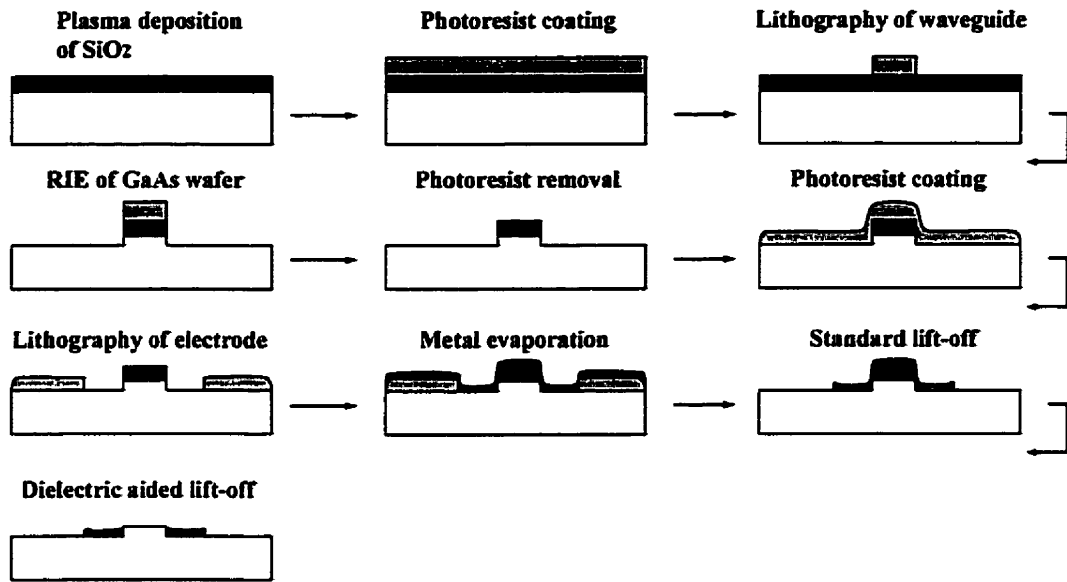 Plasma deposition
of SiO2
Photoresist coating
Lithography of waveguide
RIE of GaAs wafer
Photoresist removal
Photoresist coating
Lithography of electrode
Metal evaporation
Standard lift-off
Dielectric aided lift-off